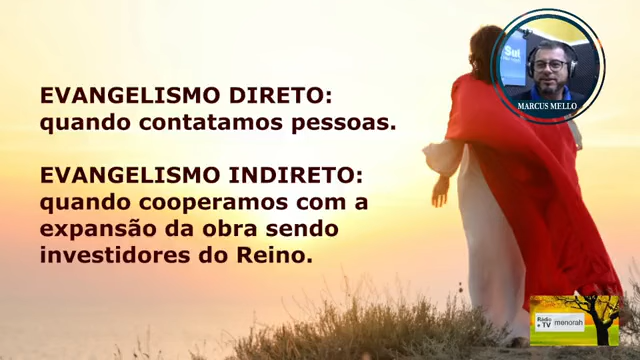 EVANGELISMO DIRETO:
quando contatamos pessoas.
EVANGELISMO INDIRETO:
quando cooperamos com a
expansão da obra sendo
investidores do Reino.
Sul
MARCUS MELLO
Rádio
e TV
menorah